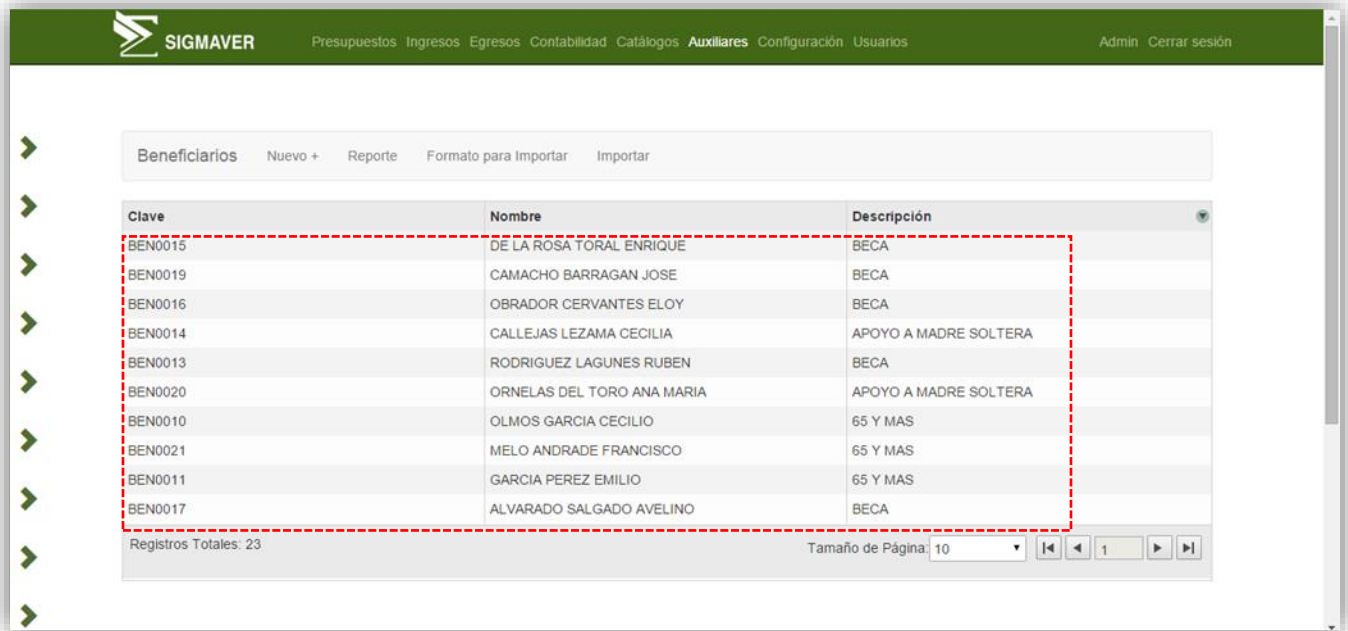 SIGMAVER Presupuestos Ingresos Egresos Contabilidad Catálogos Auxiliares Configuración Usuarios Admin Cerrar sesión
Beneficiarios Nuevo + Reporte Formato para Importar Importar
Clave Nombre Descripción
BEN0015 DE LA ROSA TORAL ENRIQUE BECA
BEN0019 CAMACHO BARRAGAN JOSE BECA
BEN0016 OBRADOR CERVANTES ELOY BECA
BEN0014 CALLEJAS LEZAMA CECILIA APOYO A MADRE SOLTERA
BEN0013 RODRIGUEZ LAGUNES RUBEN BECA
BEN0020 ORNELAS DEL TORO ANA MARIA APOYO A MADRE SOLTERA
BEN0010 OLMOS GARCIA CECILIO 65 Y MAS
BEN0021 MELO ANDRADE FRANCISCO 65 Y MAS
BEN0011 GARCIA PEREZ EMILIO 65 Y MAS
BEN0017 ALVARADO SALGADO AVELINO BECA
Registros Totales: 23 Tamaño de Página: 10 1